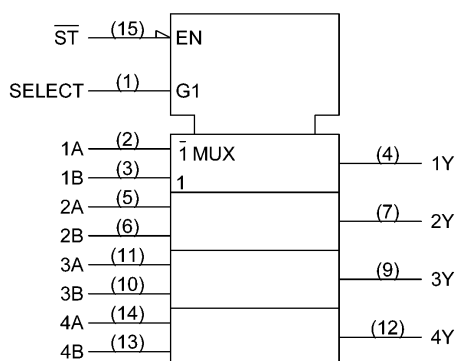 S̅T̅ (15) EN
SELECT (1) G1
1A (2) 1̅ MUX (4) 1Y
1B (3) 1
2A (5) (7) 2Y
2B (6)
3A (11) (9) 3Y
3B (10)
4A (14) (12) 4Y
4B (13)